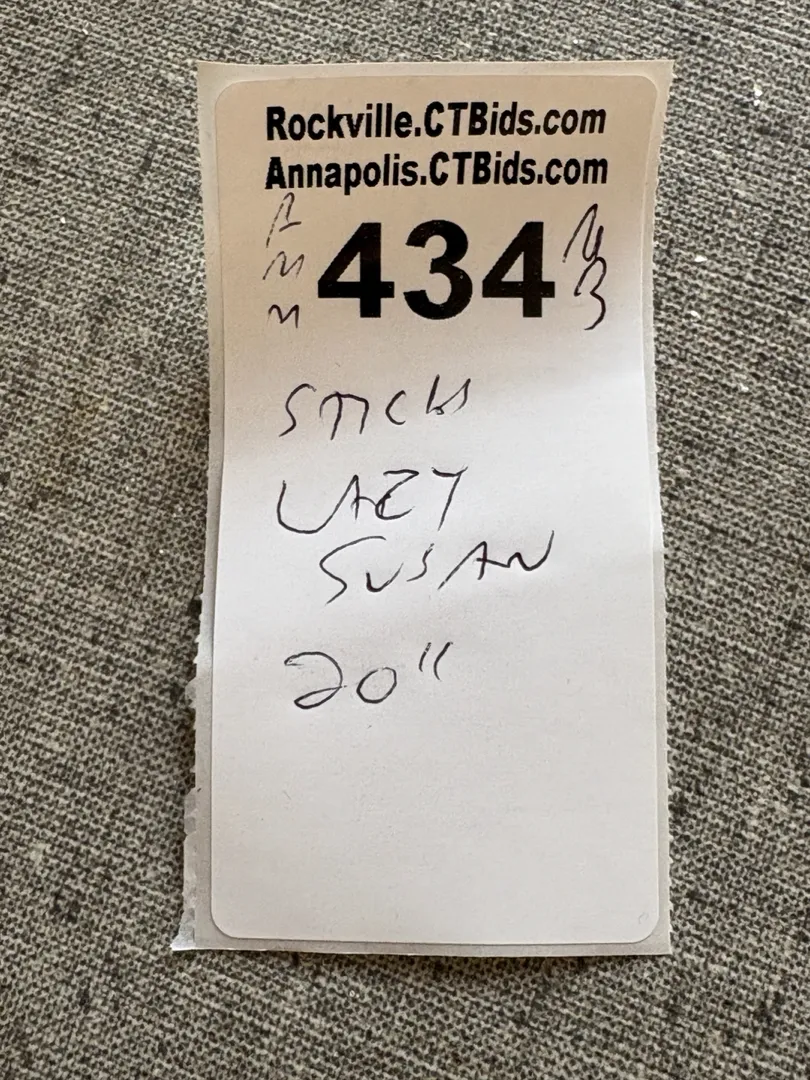 Rockville.CTBids.com
Annapolis.CTBids.com
434
STICKS
LAZY
SUSAN
20"